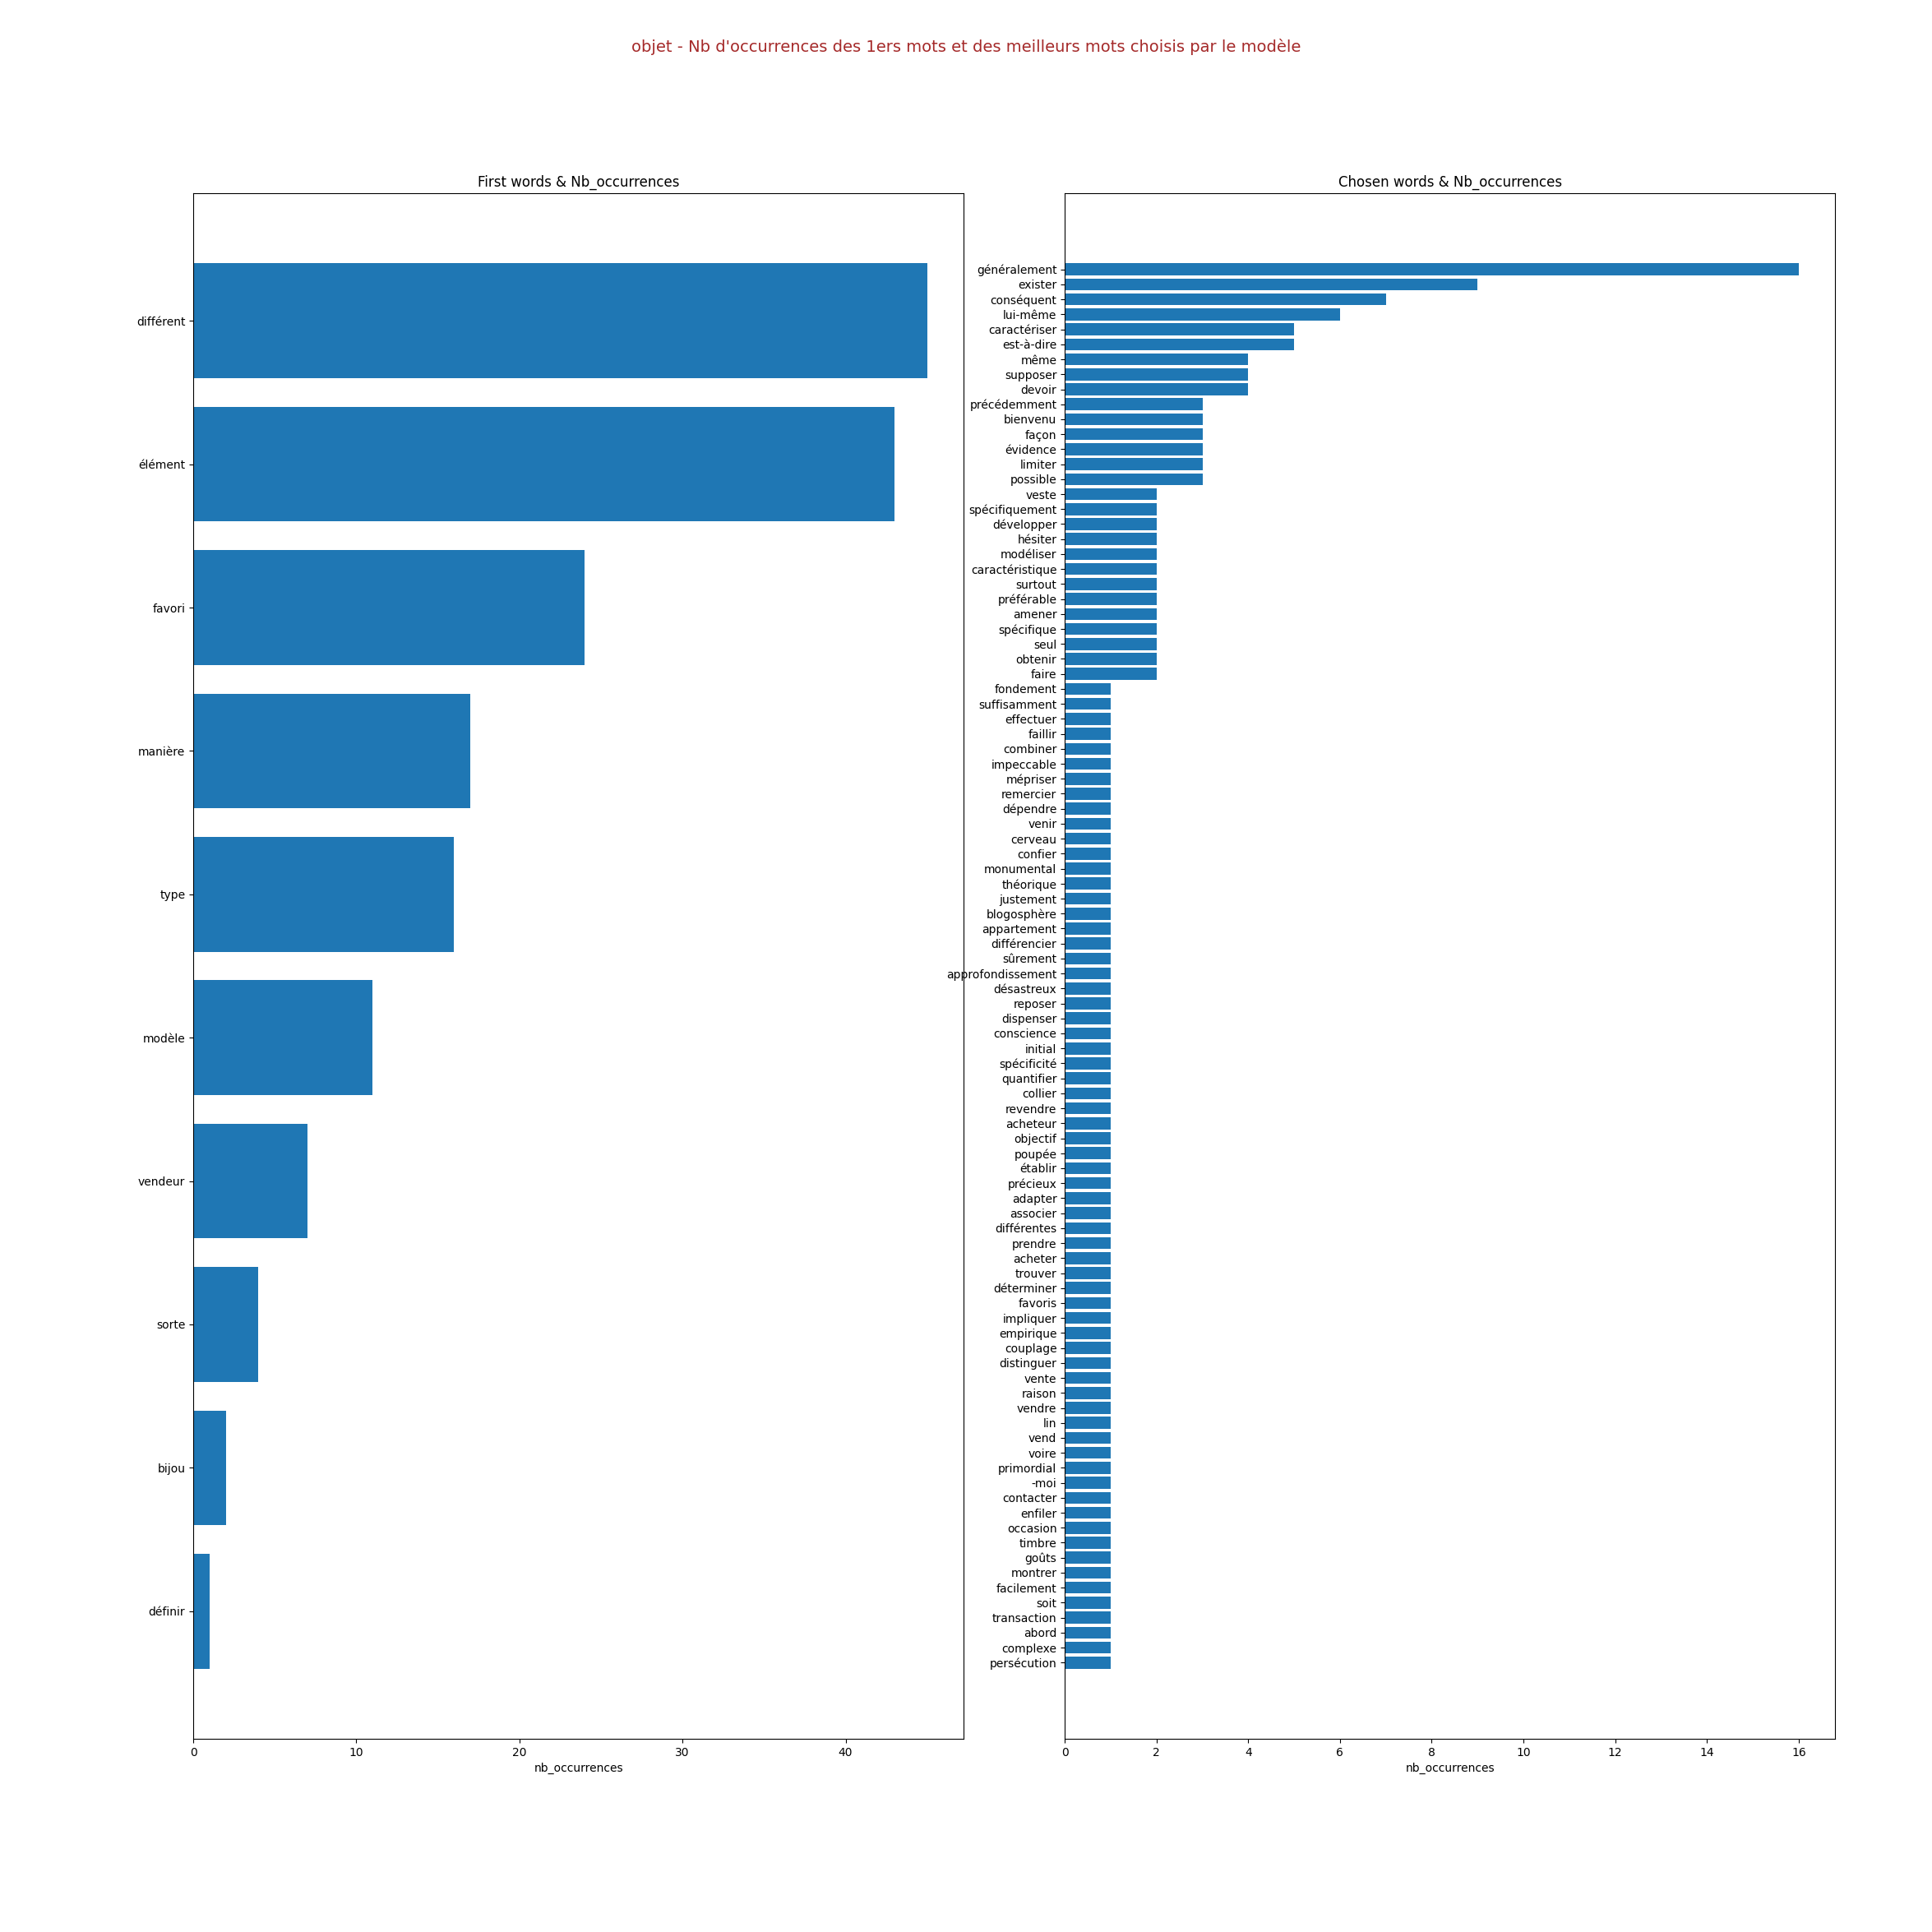 objet - Nb d'occurrences des 1ers mots et des meilleurs mots choisis par le modèle
First words & Nb_occurrences
différent
élément
favori
manière
type
modèle
vendeur
sorte
bijou
définir
0 10 20 30 40
nb_occurrences
Chosen words & Nb_occurrences
généralement
exister
conséquent
lui-même
caractériser
est-à-dire
même
supposer
devoir
précédemment
bienvenu
façon
évidence
limiter
possible
veste
spécifiquement
développer
hésiter
modéliser
caractéristique
surtout
préférable
amener
spécifique
seul
obtenir
faire
fondement
suffisamment
effectuer
faillir
combiner
impeccable
mépriser
remercier
dépendre
venir
cerveau
confier
monumental
théorique
justement
blogosphère
appartement
différencier
sûrement
approfondissement
désastreux
reposer
dispenser
conscience
initial
spécificité
quantifier
collier
revendre
acheteur
objectif
poupée
établir
précieux
adapter
associer
différentes
prendre
acheter
trouver
déterminer
favoris
impliquer
empirique
couplage
distinguer
vente
raison
vendre
lin
vend
voire
primordial
-moi
contacter
enfiler
occasion
timbre
goûts
montrer
facilement
soit
transaction
abord
complexe
persécution
0 2 4 6 8 10 12 14 16
nb_occurrences